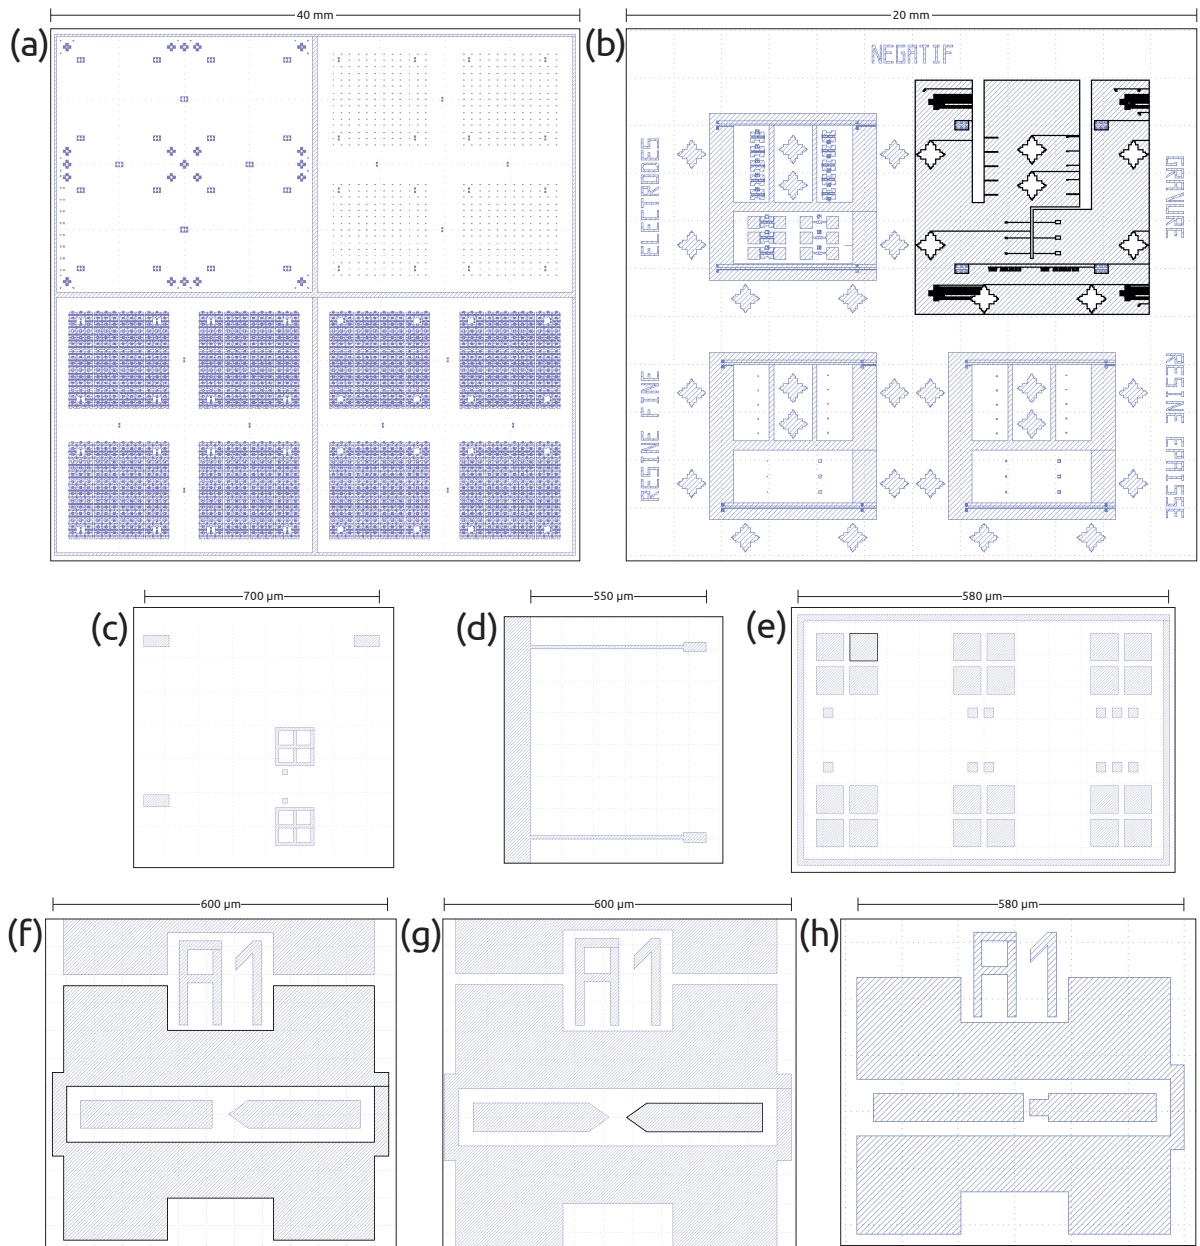 40 mm
20 mm
(a)
(b)
NEGATIF
ELECTRODES
GRAVURE
RESINE FINE
RESINE EPAISSE
700 µm
550 µm
580 µm
(c)
(d)
(e)
600 µm
600 µm
580 µm
(f)
(g)
(h)
A1
A1
A1